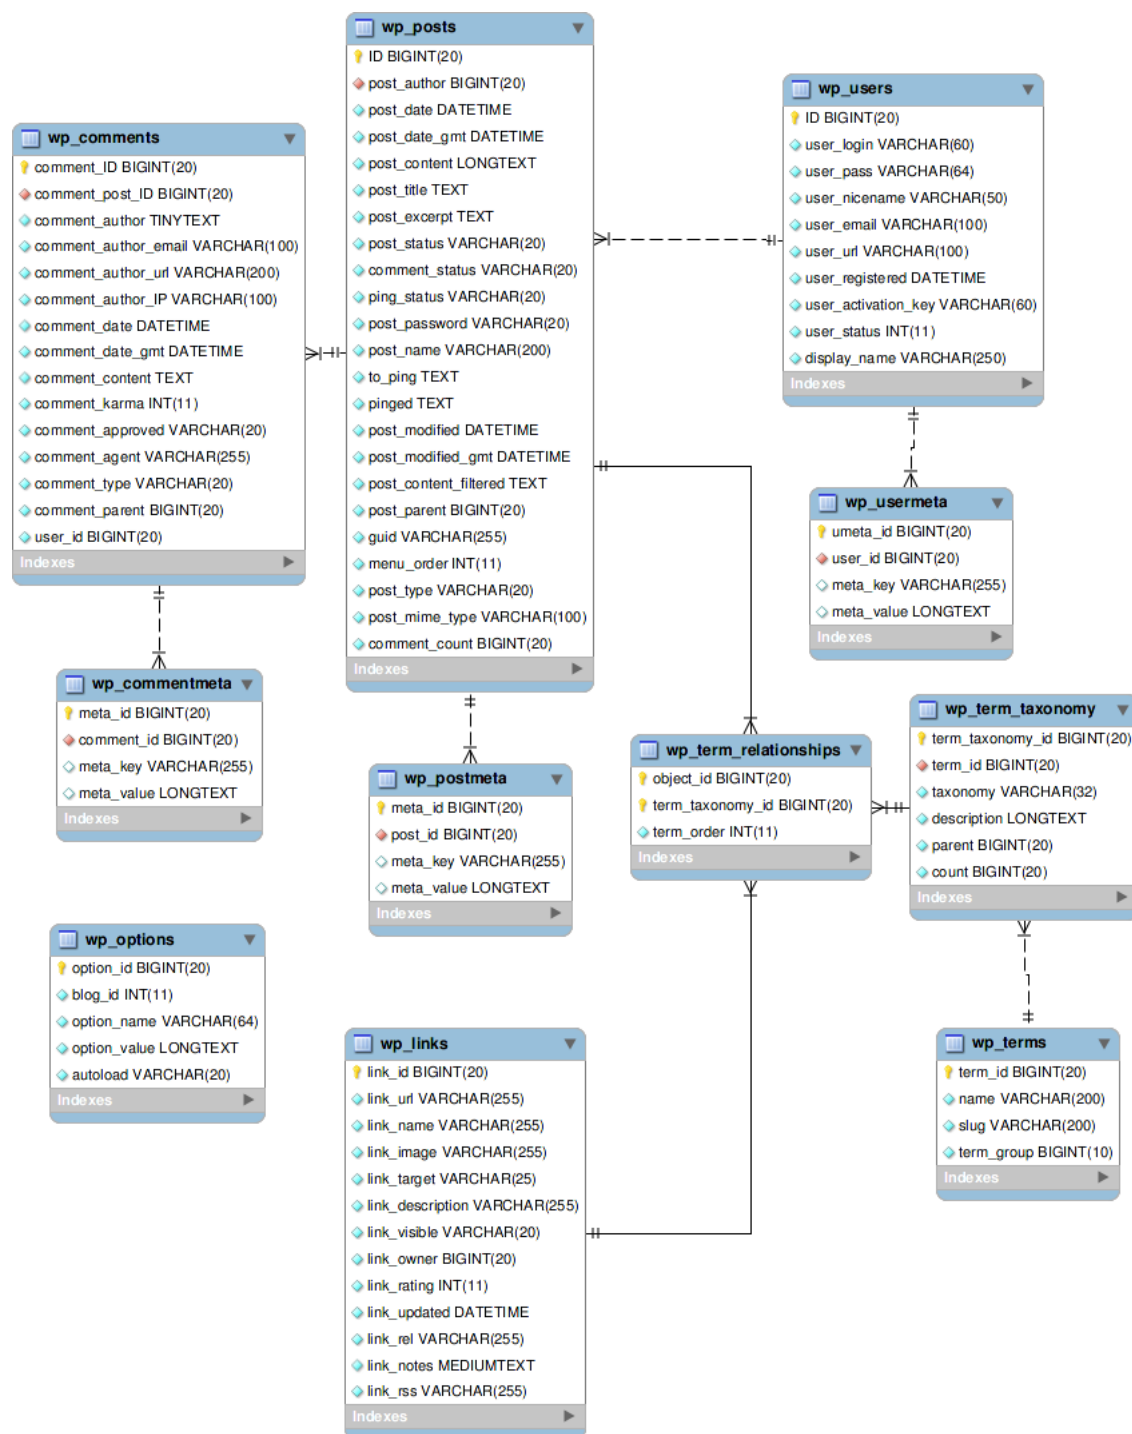 wp_posts
ID BIGINT(20)
post_author BIGINT(20)
post_date DATETIME
post_date_gmt DATETIME
post_content LONGTEXT
post_title TEXT
post_excerpt TEXT
post_status VARCHAR(20)
comment_status VARCHAR(20)
ping_status VARCHAR(20)
post_password VARCHAR(20)
post_name VARCHAR(200)
to_ping TEXT
pinged TEXT
post_modified DATETIME
post_modified_gmt DATETIME
post_content_filtered TEXT
post_parent BIGINT(20)
guid VARCHAR(255)
menu_order INT(11)
post_type VARCHAR(20)
post_mime_type VARCHAR(100)
comment_count BIGINT(20)
Indexes
wp_users
ID BIGINT(20)
user_login VARCHAR(60)
user_pass VARCHAR(64)
user_nicename VARCHAR(50)
user_email VARCHAR(100)
user_url VARCHAR(100)
user_registered DATETIME
user_activation_key VARCHAR(60)
user_status INT(11)
display_name VARCHAR(250)
Indexes
wp_comments
comment_ID BIGINT(20)
comment_post_ID BIGINT(20)
comment_author TINYTEXT
comment_author_email VARCHAR(100)
comment_author_url VARCHAR(200)
comment_author_IP VARCHAR(100)
comment_date DATETIME
comment_date_gmt DATETIME
comment_content TEXT
comment_karma INT(11)
comment_approved VARCHAR(20)
comment_agent VARCHAR(255)
comment_type VARCHAR(20)
comment_parent BIGINT(20)
user_id BIGINT(20)
Indexes
wp_usermeta
umeta_id BIGINT(20)
user_id BIGINT(20)
meta_key VARCHAR(255)
meta_value LONGTEXT
Indexes
wp_commentmeta
meta_id BIGINT(20)
comment_id BIGINT(20)
meta_key VARCHAR(255)
meta_value LONGTEXT
Indexes
wp_postmeta
meta_id BIGINT(20)
post_id BIGINT(20)
meta_key VARCHAR(255)
meta_value LONGTEXT
Indexes
wp_term_relationships
object_id BIGINT(20)
term_taxonomy_id BIGINT(20)
term_order INT(11)
Indexes
wp_term_taxonomy
term_taxonomy_id BIGINT(20)
term_id BIGINT(20)
taxonomy VARCHAR(32)
description LONGTEXT
parent BIGINT(20)
count BIGINT(20)
Indexes
wp_options
option_id BIGINT(20)
blog_id INT(11)
option_name VARCHAR(64)
option_value LONGTEXT
autoload VARCHAR(20)
Indexes
wp_links
link_id BIGINT(20)
link_url VARCHAR(255)
link_name VARCHAR(255)
link_image VARCHAR(255)
link_target VARCHAR(25)
link_description VARCHAR(255)
link_visible VARCHAR(20)
link_owner BIGINT(20)
link_rating INT(11)
link_updated DATETIME
link_rel VARCHAR(255)
link_notes MEDIUMTEXT
link_rss VARCHAR(255)
Indexes
wp_terms
term_id BIGINT(20)
name VARCHAR(200)
slug VARCHAR(200)
term_group BIGINT(10)
Indexes